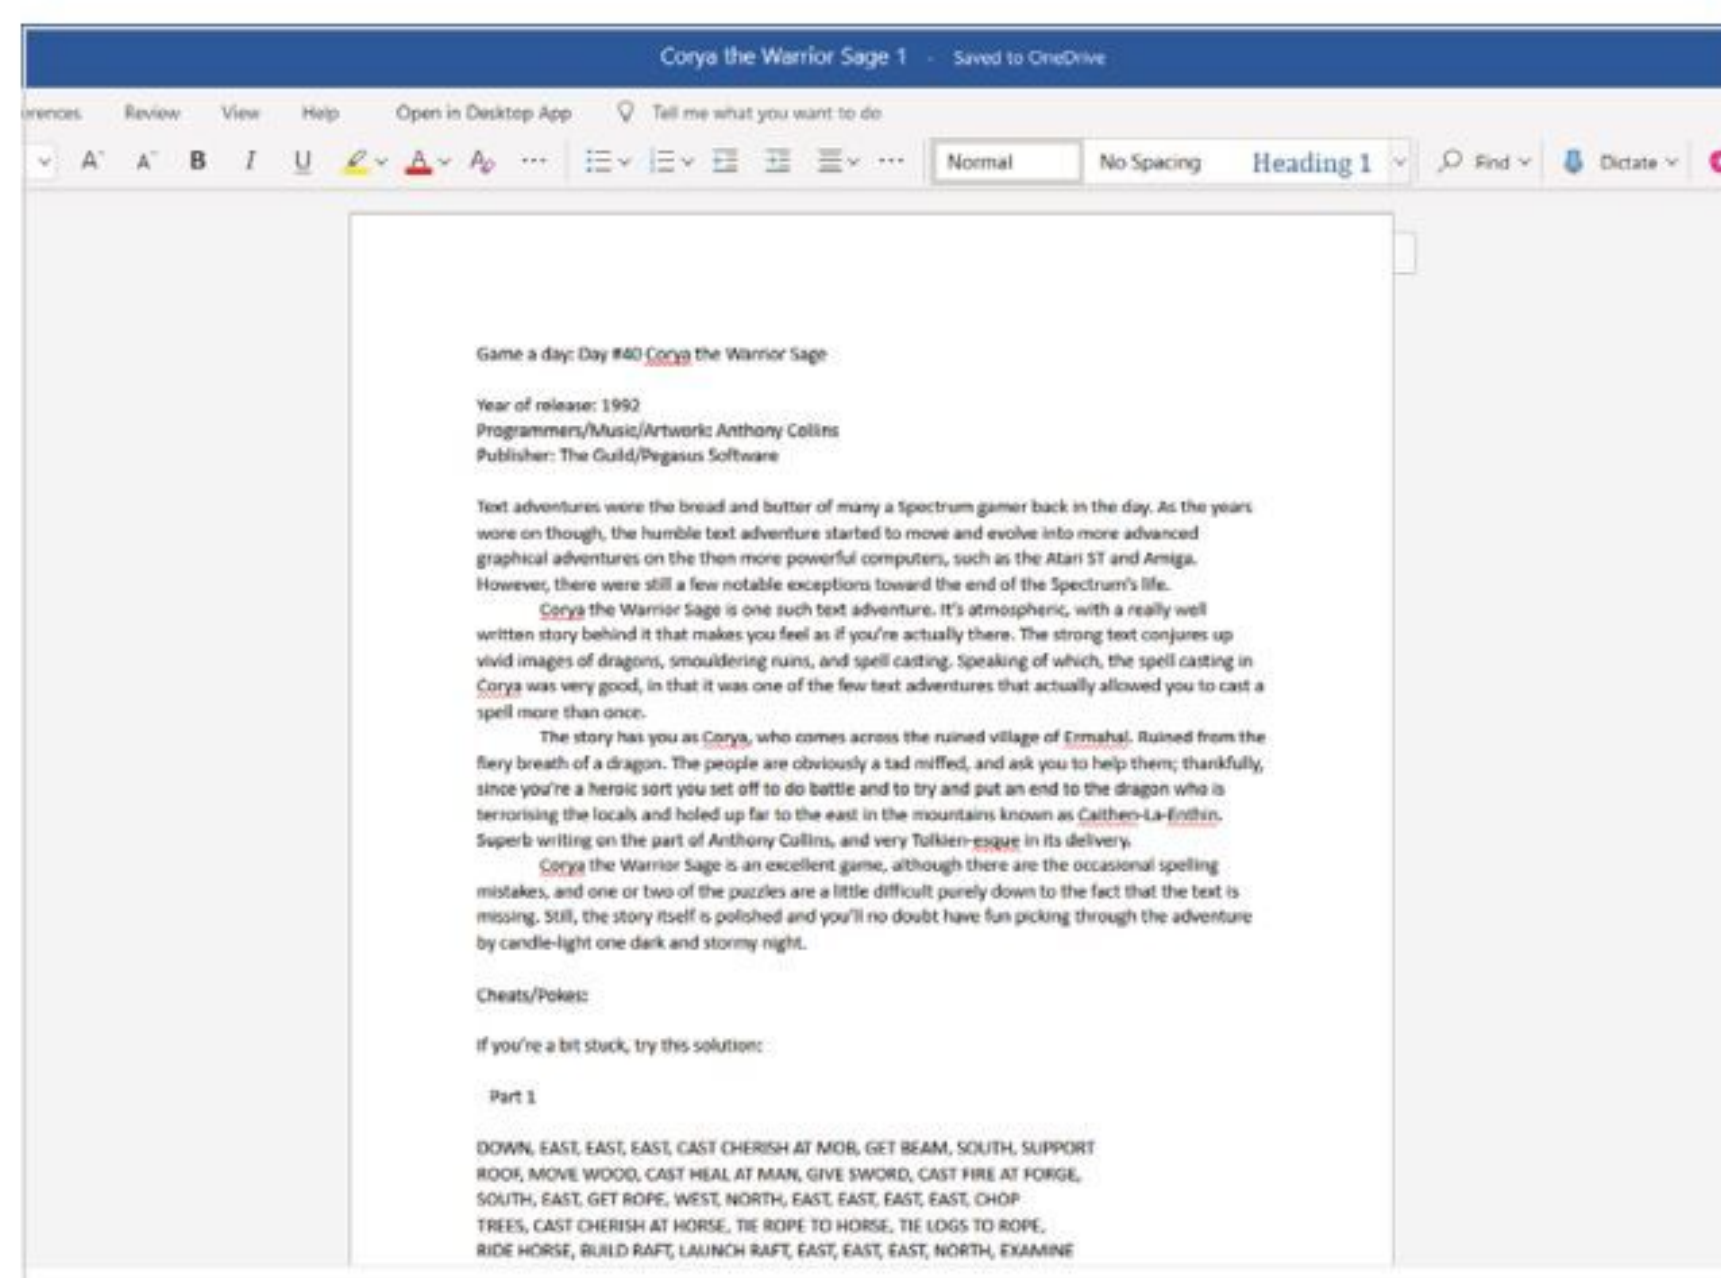 Corya the Warrior Sage 1 - Saved to OneDrive
erences Review View Help Open in Desktop App Tell me what you want to do
A^ A˅ B I U A A ... ... Normal No Spacing Heading 1 Find Dictate
Game a day: Day #40 Corya the Warrior Sage
Year of release: 1992
Programmers/Music/Artwork: Anthony Collins
Publisher: The Guild/Pegasus Software
Text adventures were the bread and butter of many a Spectrum gamer back in the day. As the years
wore on though, the humble text adventure started to move and evolve into more advanced
graphical adventures on the then more powerful computers, such as the Atari ST and Amiga.
However, there were still a few notable exceptions toward the end of the Spectrum's life.
Corya the Warrior Sage is one such text adventure. It's atmospheric, with a really well
written story behind it that makes you feel as if you're actually there. The strong text conjures up
vivid images of dragons, smouldering ruins, and spell casting. Speaking of which, the spell casting in
Corya was very good, in that it was one of the few text adventures that actually allowed you to cast a
spell more than once.
The story has you as Corya, who comes across the ruined village of Ermahal. Ruined from the
fiery breath of a dragon. The people are obviously a tad miffed, and ask you to help them; thankfully,
since you're a heroic sort you set off to do battle and to try and put an end to the dragon who is
terrorising the locals and holed up far to the east in the mountains known as Caithen-La-Enthin.
Superb writing on the part of Anthony Collins, and very Tolkien-esque in its delivery.
Corya the Warrior Sage is an excellent game, although there are the occasional spelling
mistakes, and one or two of the puzzles are a little difficult purely down to the fact that the text is
missing. Still, the story itself is polished and you'll no doubt have fun picking through the adventure
by candle-light one dark and stormy night.
Cheats/Pokes:
If you're a bit stuck, try this solution:
Part 1
DOWN, EAST, EAST, EAST, CAST CHERISH AT MOB, GET BEAM, SOUTH, SUPPORT
ROOF, MOVE WOOD, CAST HEAL AT MAN, GIVE SWORD, CAST FIRE AT FORGE,
SOUTH, EAST, GET ROPE, WEST, NORTH, EAST, EAST, EAST, EAST, CHOP
TREES, CAST CHERISH AT HORSE, TIE ROPE TO HORSE, TIE LOGS TO ROPE,
RIDE HORSE, BUILD RAFT, LAUNCH RAFT, EAST, EAST, EAST, NORTH, EXAMINE